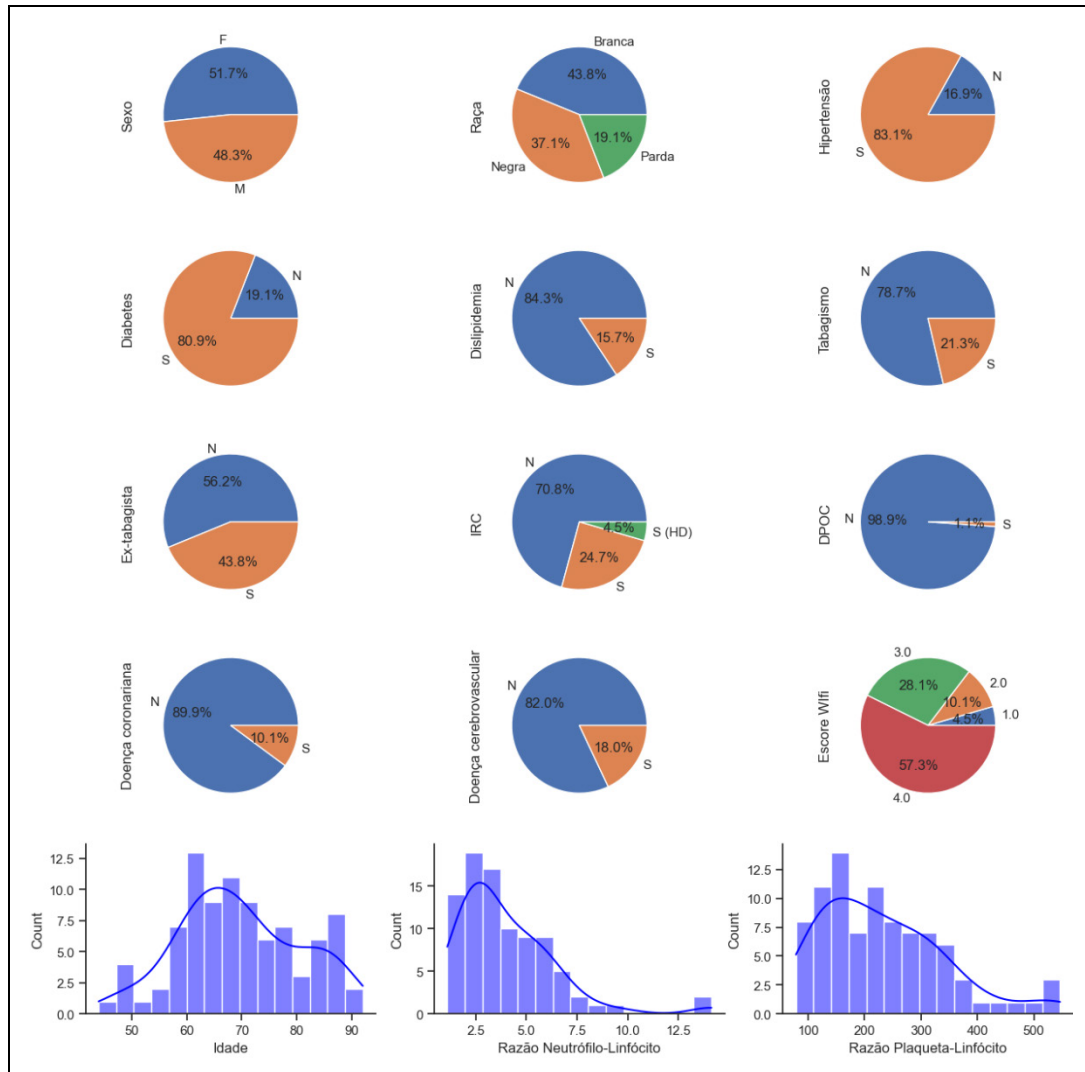 F
51.7%
Sexo
48.3%
M
Branca
43.8%
Raça
37.1%
19.1%
Negra
Parda
N
16.9%
Hipertensão
83.1%
S
N
19.1%
Diabetes
80.9%
S
N
84.3%
Dislipidemia
15.7%
S
N
78.7%
Tabagismo
21.3%
S
N
56.2%
Ex-tabagista
43.8%
S
N
70.8%
IRC
4.5%
S (HD)
24.7%
S
N
98.9%
1.1%
S
DPOC
N
89.9%
Doença coronariana
10.1%
S
N
82.0%
Doença cerebrovascular
18.0%
S
3.0
28.1%
2.0
10.1%
1.0
4.5%
Escore WIfi
57.3%
4.0
12.5
10.0
7.5
5.0
2.5
0.0
Count
50 60 70 80 90
Idade
15
10
5
0
Count
2.5 5.0 7.5 10.0 12.5
Razão Neutrófilo-Linfócito
12.5
10.0
7.5
5.0
2.5
0.0
Count
100 200 300 400 500
Razão Plaqueta-Linfócito